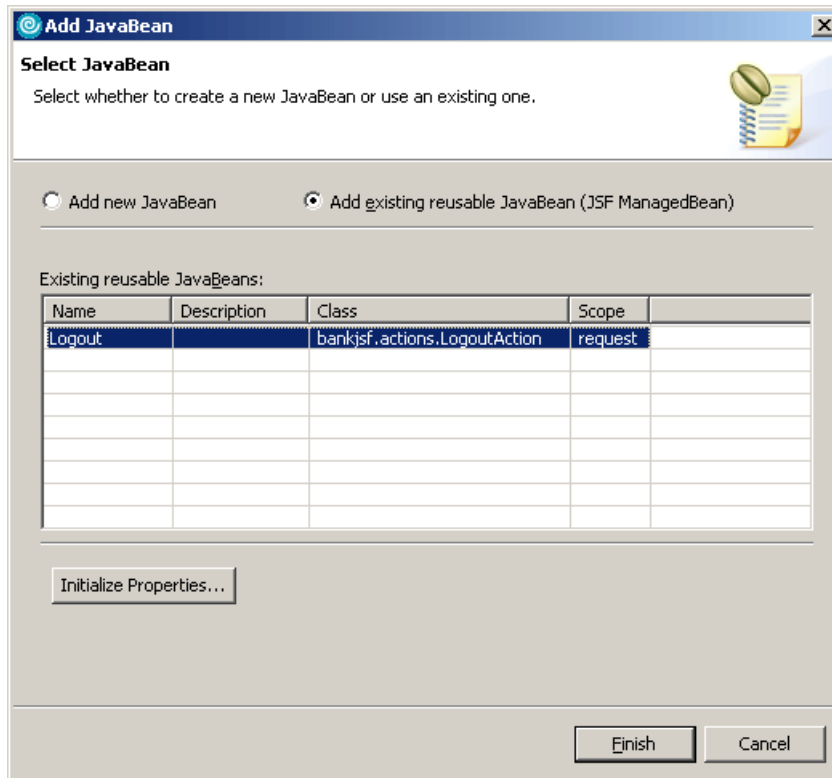 Add JavaBean
Select JavaBean
Select whether to create a new JavaBean or use an existing one.
Add new JavaBean Add existing reusable JavaBean (JSF ManagedBean)
Existing reusable JavaBeans:
Name Description Class Scope
Logout bankjsf.actions.LogoutAction request
Initialize Properties...
Finish Cancel